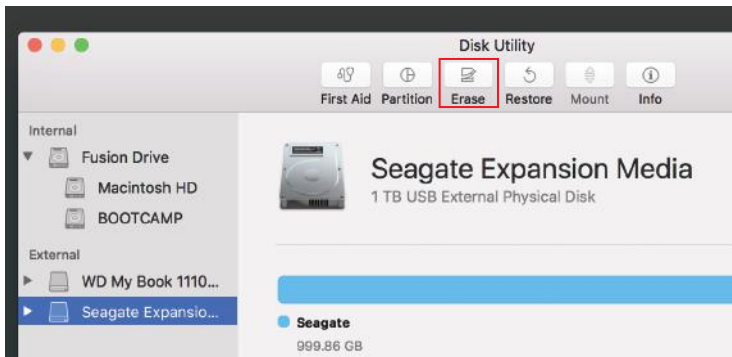 Disk Utility
First Aid Partition Erase Restore Mount Info
Internal
Fusion Drive
Macintosh HD
BOOTCAMP
External
WD My Book 1110...
Seagate Expansio...
Seagate Expansion Media
1 TB USB External Physical Disk
Seagate
999.86 GB